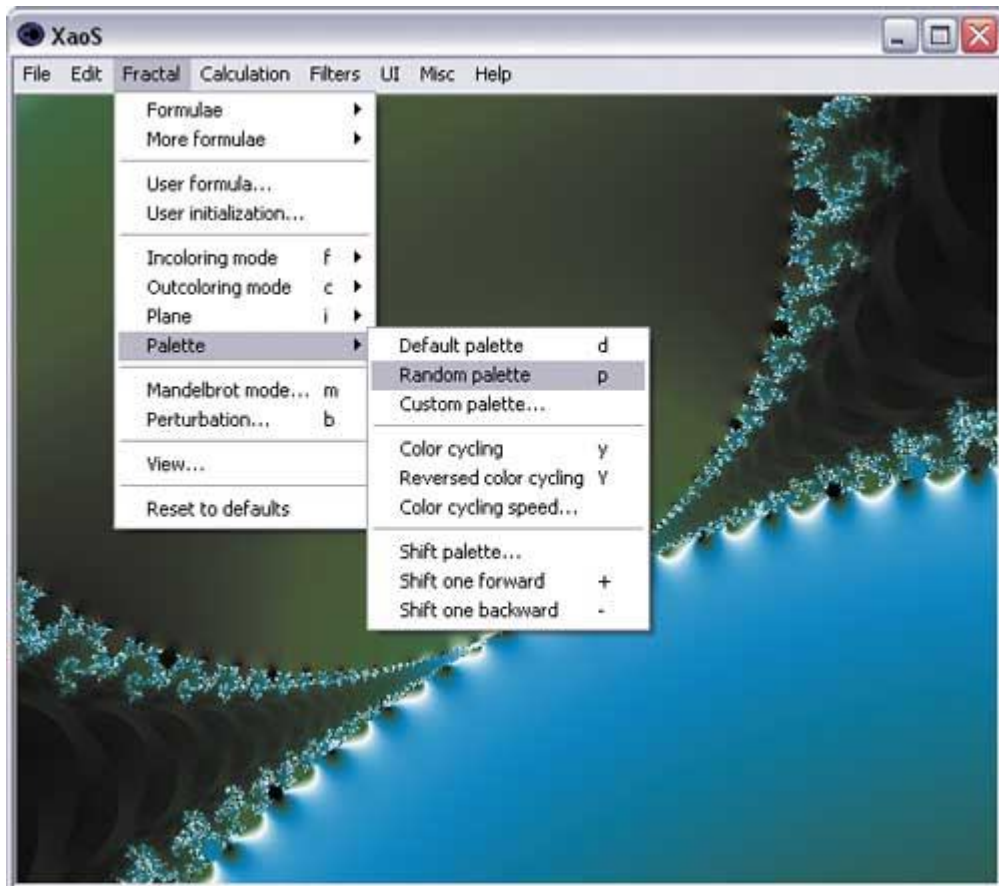 XaoS
File Edit Fractal Calculation Filters UI Misc Help
Formulae
More formulae
User formula...
User initialization...
Incoloring mode f
Outcoloring mode c
Plane i
Palette
Mandelbrot mode... m
Perturbation... b
View...
Reset to defaults
Default palette d
Random palette p
Custom palette...
Color cycling y
Reversed color cycling Y
Color cycling speed...
Shift palette...
Shift one forward +
Shift one backward -